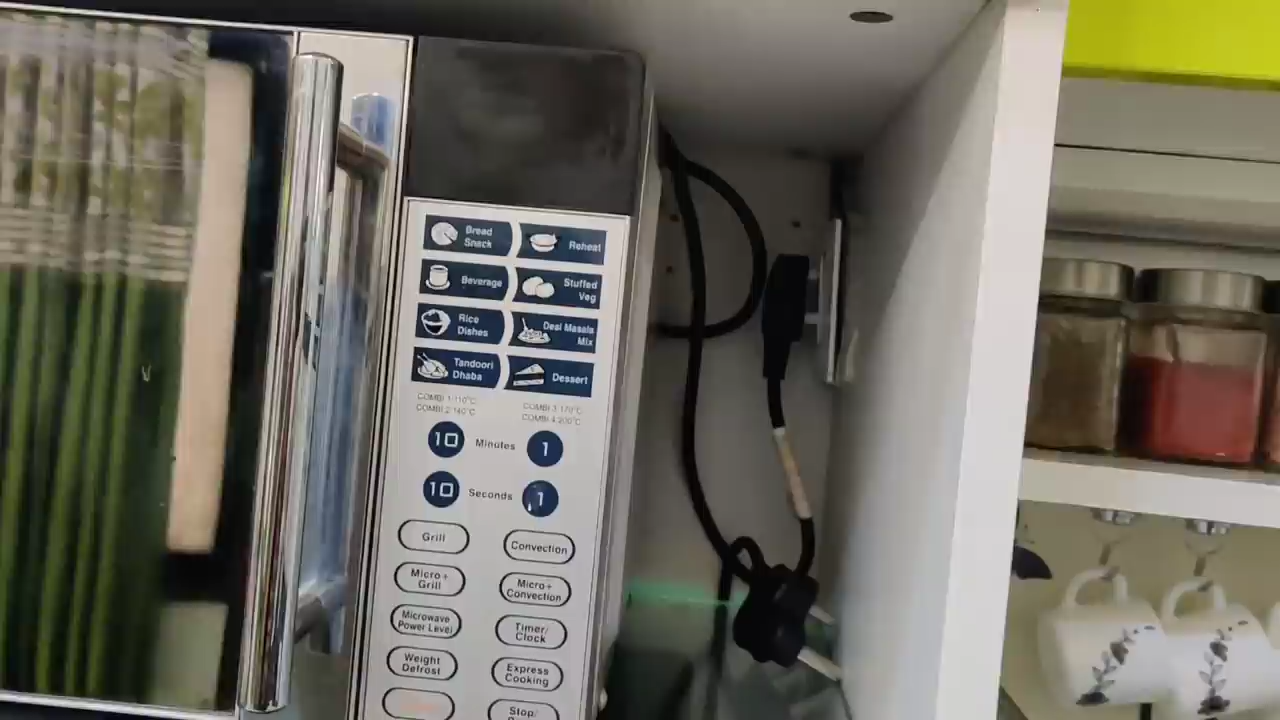 Bread
Snack
Reheat
Beverage
Stuffed
Veg
Rice
Dishes
Desi Masala
Mix
Tandoori
Dhaba
Dessert
COMBI 1:110°C
COMBI 2:140°C
COMBI 3:170°C
COMBI 4:200°C
10 Minutes 1
10 Seconds 1
Grill
Convection
Micro+
Grill
Micro+
Convection
Microwave
Power Level
Timer/
Clock
Weight
Defrost
Express
Cooking
Stop/